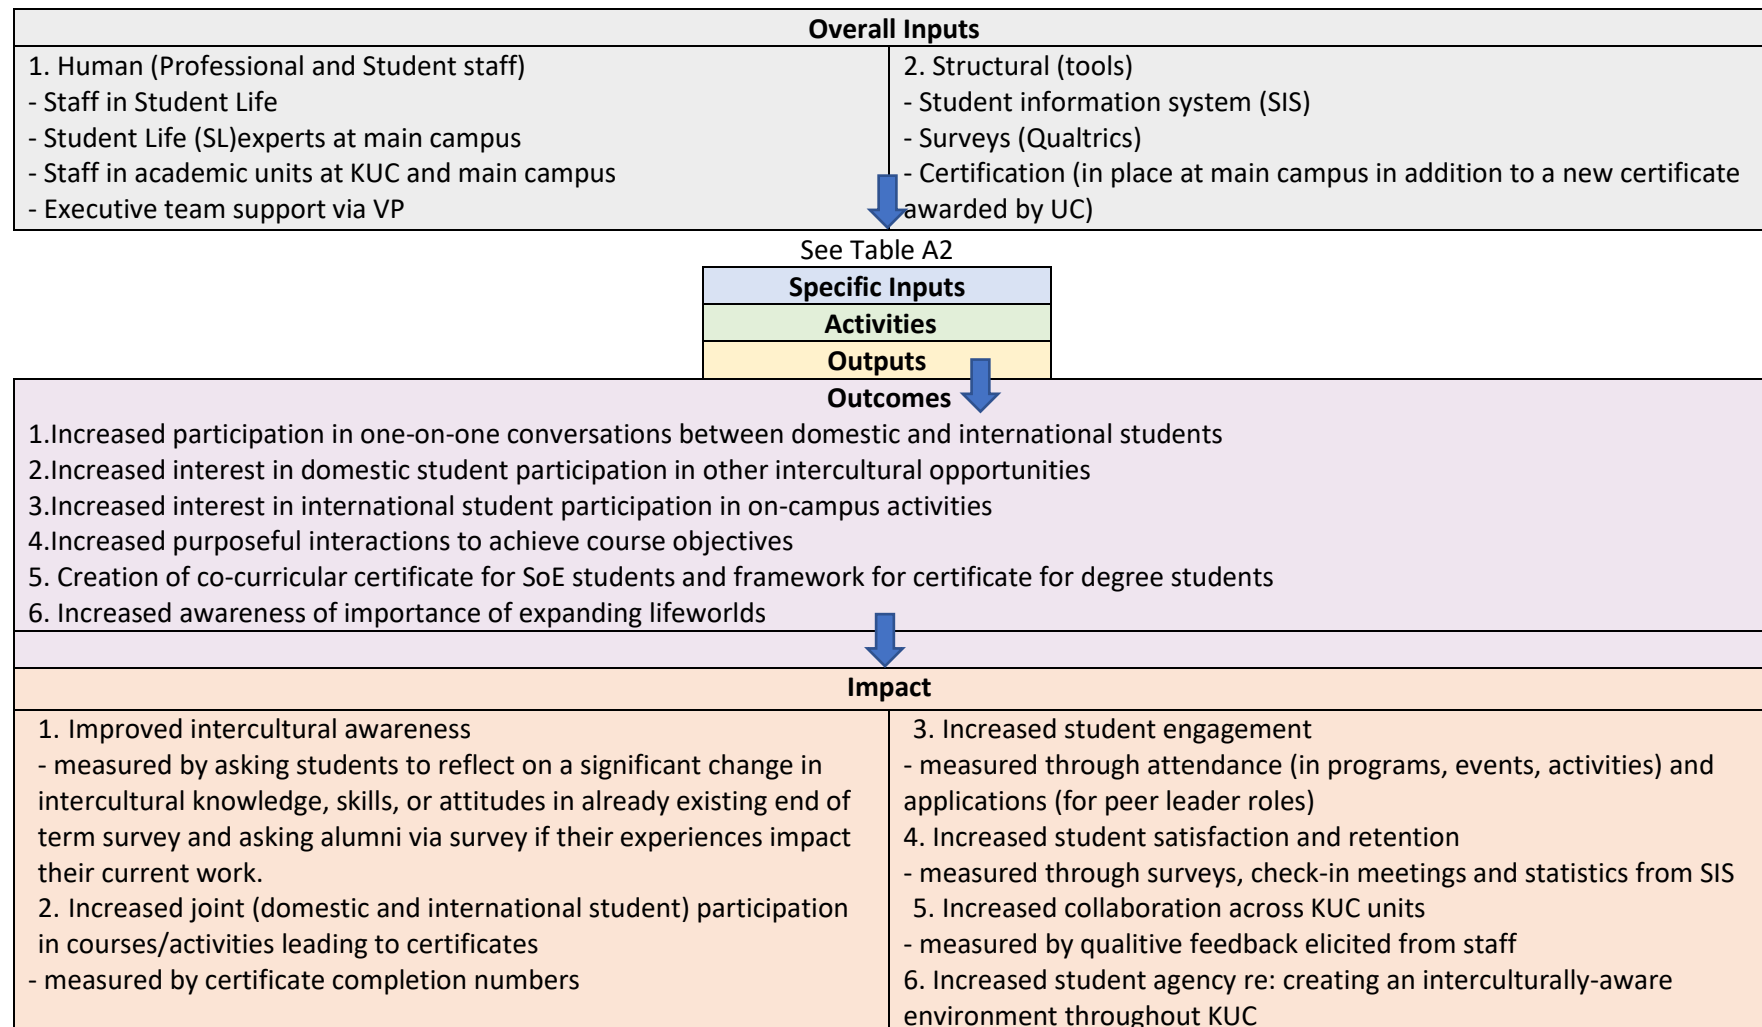 Overall Inputs
1. Human (Professional and Student staff)
- Staff in Student Life
- Student Life (SL)experts at main campus
- Staff in academic units at KUC and main campus
- Executive team support via VP
2. Structural (tools)
- Student information system (SIS)
- Surveys (Qualtrics)
- Certification (in place at main campus in addition to a new certificate
awarded by UC)
See Table A2
Specific Inputs
Activities
Outputs
Outcomes
1.Increased participation in one-on-one conversations between domestic and international students
2.Increased interest in domestic student participation in other intercultural opportunities
3.Increased interest in international student participation in on-campus activities
4.Increased purposeful interactions to achieve course objectives
5. Creation of co-curricular certificate for SoE students and framework for certificate for degree students
6. Increased awareness of importance of expanding lifeworlds
Impact
1. Improved intercultural awareness
- measured by asking students to reflect on a significant change in
intercultural knowledge, skills, or attitudes in already existing end of
term survey and asking alumni via survey if their experiences impact
their current work.
2. Increased joint (domestic and international student) participation
in courses/activities leading to certificates
- measured by certificate completion numbers
3. Increased student engagement
- measured through attendance (in programs, events, activities) and
applications (for peer leader roles)
4. Increased student satisfaction and retention
- measured through surveys, check-in meetings and statistics from SIS
5. Increased collaboration across KUC units
- measured by qualitive feedback elicited from staff
6. Increased student agency re: creating an interculturally-aware
environment throughout KUC